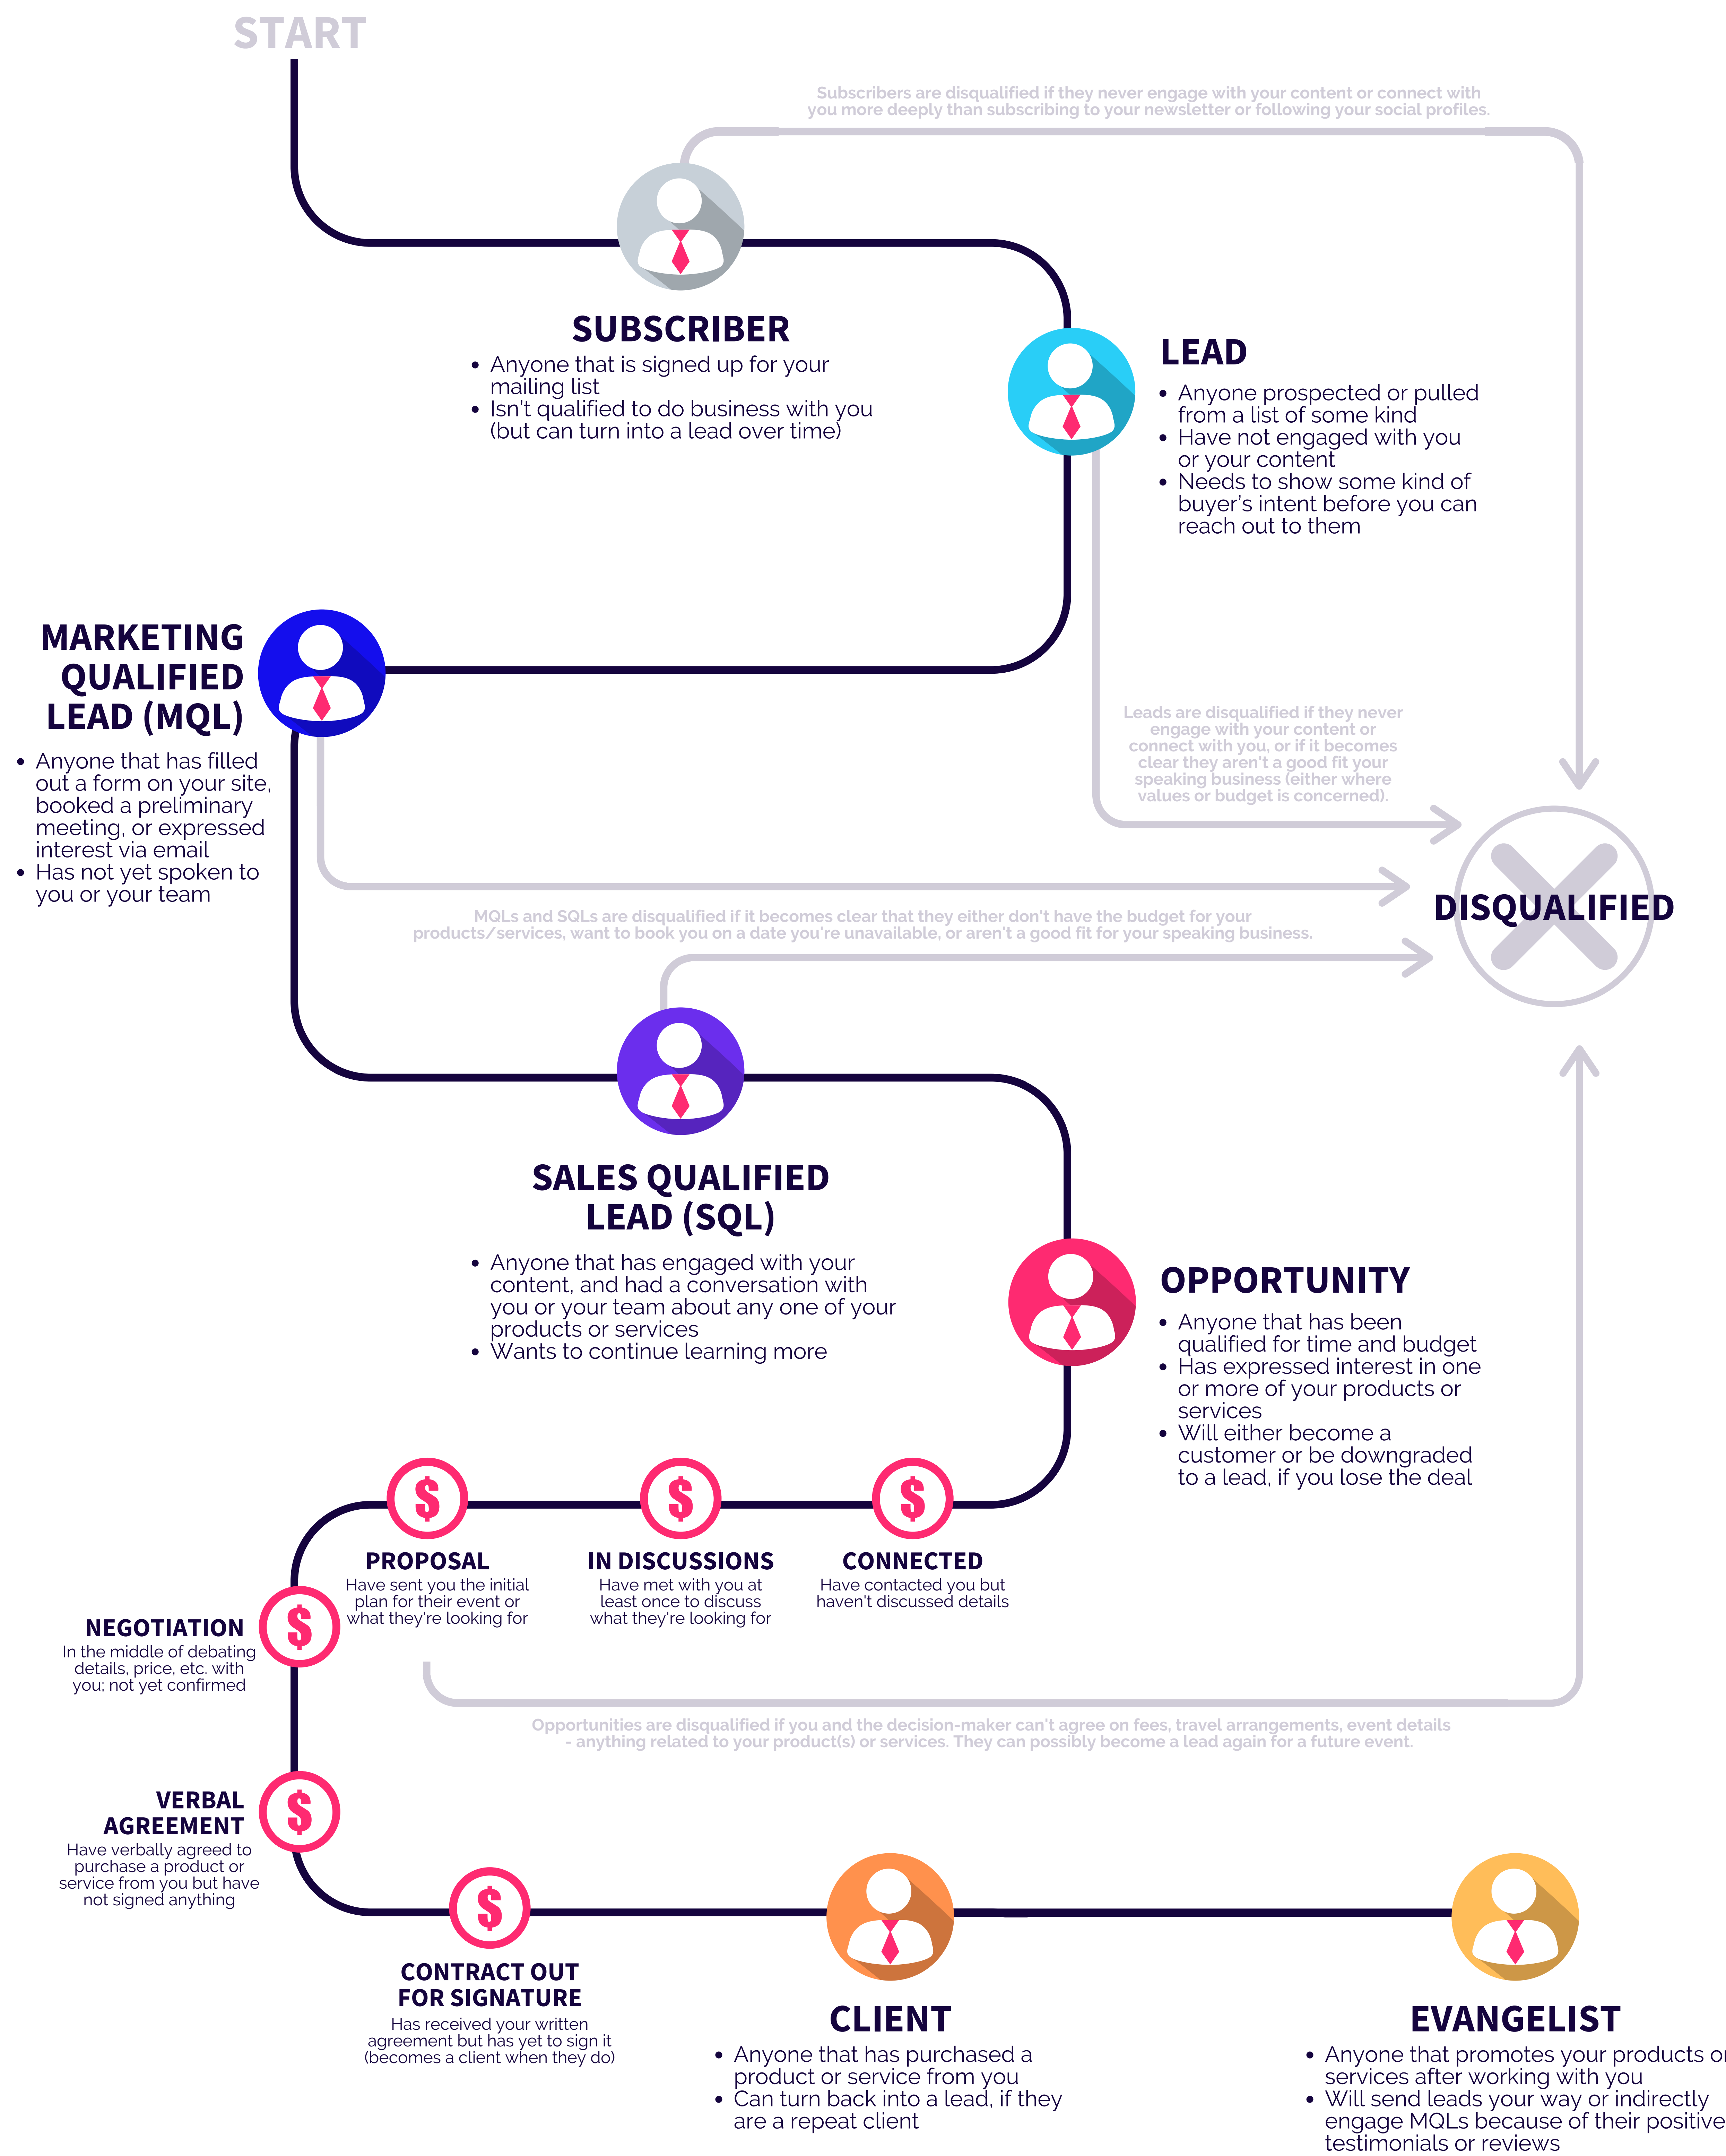 START
Subscribers are disqualified if they never engage with your content or connect with
you more deeply than subscribing to your newsletter or following your social profiles.
SUBSCRIBER
• Anyone that is signed up for your
mailing list
• Isn't qualified to do business with you
(but can turn into a lead over time)
LEAD
• Anyone prospected or pulled
from a list of some kind
• Have not engaged with you
or your content
• Needs to show some kind of
buyer's intent before you can
reach out to them
MARKETING
QUALIFIED
LEAD (MQL)
• Anyone that has filled
out a form on your site,
booked a preliminary
meeting, or expressed
interest via email
• Has not yet spoken to
you or your team
Leads are disqualified if they never
engage with your content or
connect with you, or if it becomes
clear they aren't a good fit your
speaking business (either where
values or budget is concerned).
DISQUALIFIED
MQLs and SQLs are disqualified if it becomes clear that they either don't have the budget for your
products/services, want to book you on a date you're unavailable, or aren't a good fit for your speaking business.
SALES QUALIFIED
LEAD (SQL)
• Anyone that has engaged with your
content, and had a conversation with
you or your team about any one of your
products or services
• Wants to continue learning more
OPPORTUNITY
• Anyone that has been
qualified for time and budget
• Has expressed interest in one
or more of your products or
services
• Will either become a
customer or be downgraded
to a lead, if you lose the deal
$
$
$
PROPOSAL
Have sent you the initial
plan for their event or
what they're looking for
IN DISCUSSIONS
Have met with you at
least once to discuss
what they're looking for
CONNECTED
Have contacted you but
haven't discussed details
$
NEGOTIATION
In the middle of debating
details, price, etc. with
you; not yet confirmed
Opportunities are disqualified if you and the decision-maker can't agree on fees, travel arrangements, event details
- anything related to your product(s) or services. They can possibly become a lead again for a future event.
$
VERBAL
AGREEMENT
Have verbally agreed to
purchase a product or
service from you but have
not signed anything
$
CONTRACT OUT
FOR SIGNATURE
Has received your written
agreement but has yet to sign it
(becomes a client when they do)
CLIENT
• Anyone that has purchased a
product or service from you
• Can turn back into a lead, if they
are a repeat client
EVANGELIST
• Anyone that promotes your products or
services after working with you
• Will send leads your way or indirectly
engage MQLs because of their positive
testimonials or reviews